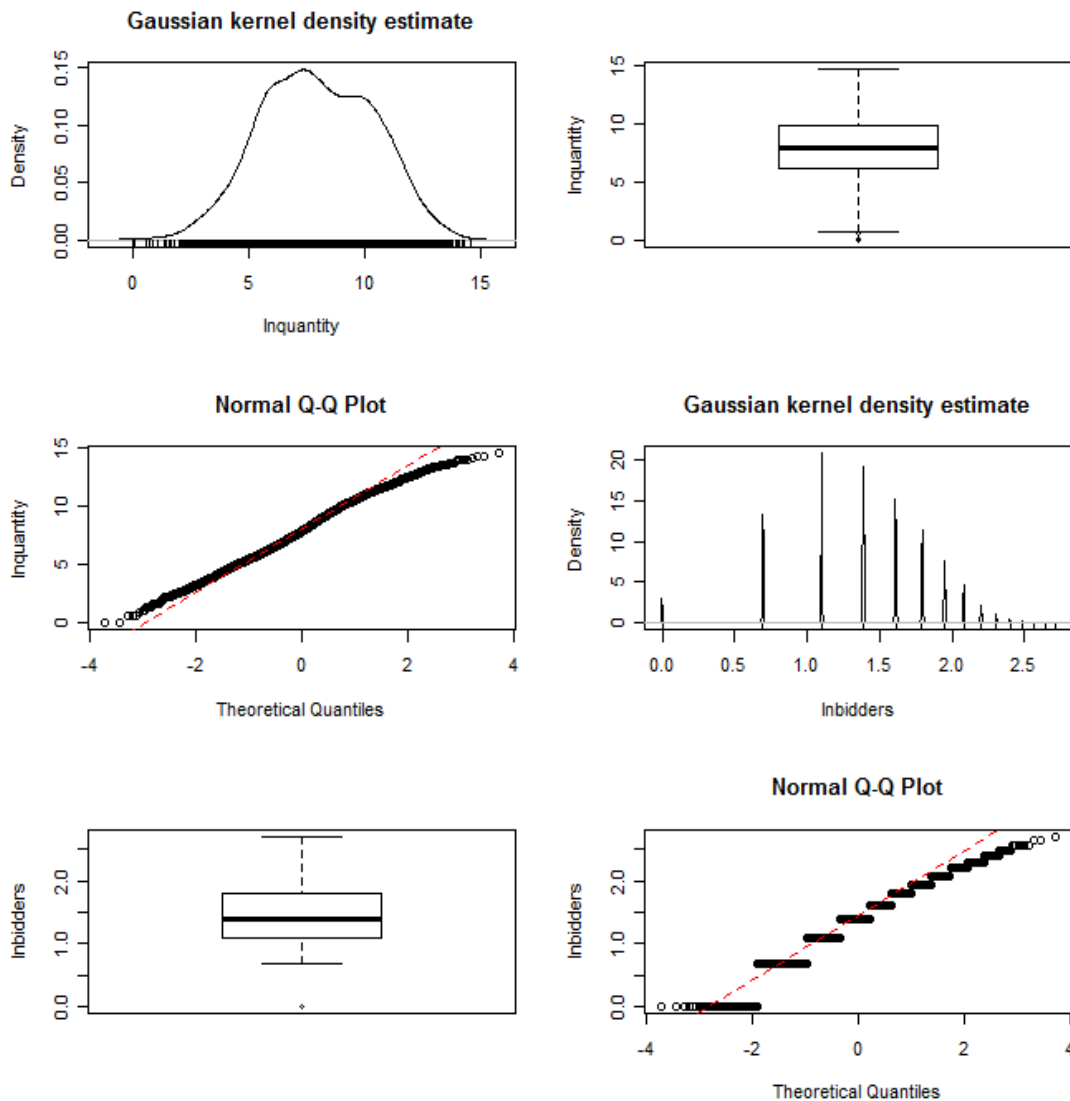 Gaussian kernel density estimate
Density
0.00 0.05 0.10 0.15
0 5 10 15
lnquantity
lnquantity
0 5 10 15
Normal Q-Q Plot
lnquantity
0 5 10 15
-4 -2 0 2 4
Theoretical Quantiles
Gaussian kernel density estimate
Density
0 5 10 15 20
0.0 0.5 1.0 1.5 2.0 2.5
lnbidders
lnbidders
0.0 1.0 2.0
Normal Q-Q Plot
lnbidders
0.0 1.0 2.0
-4 -2 0 2 4
Theoretical Quantiles